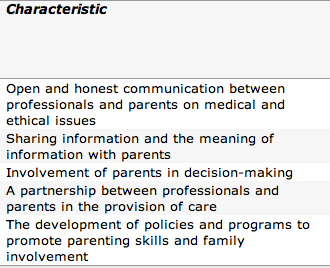 Characteristic
Open and honest communication between
professionals and parents on medical and
ethical issues
Sharing information and the meaning of
information with parents
Involvement of parents in decision-making
A partnership between professionals and
parents in the provision of care
The development of policies and programs to
promote parenting skills and family
involvement